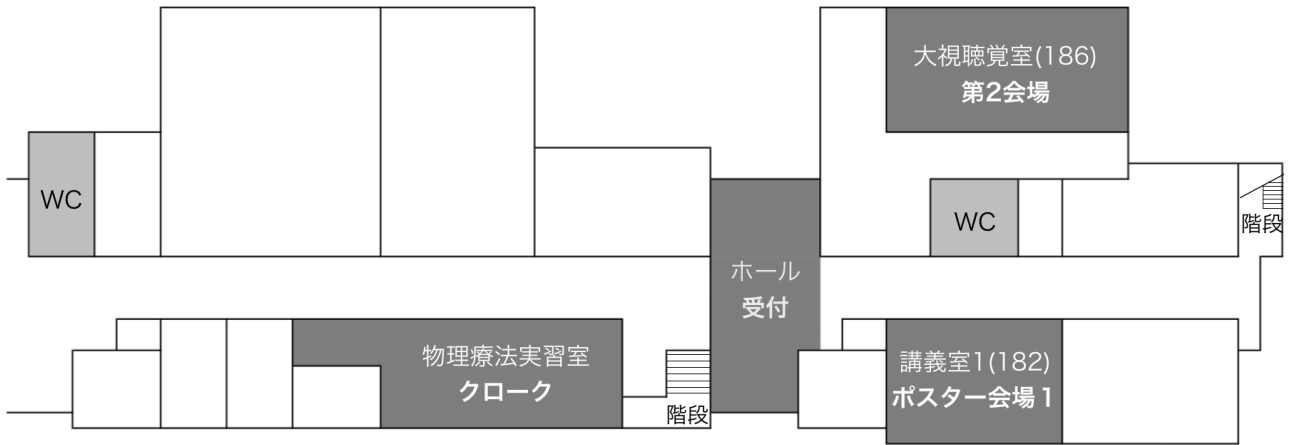 大視聴覚室(186)
第2会場
WC
WC
階段
ホール
受付
物理療法実習室
クローク
階段
講義室1(182)
ポスター会場1